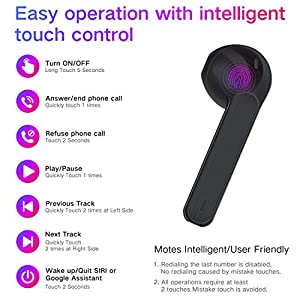 Easy operation with intelligent
touch control
Turn ON/OFF
Long Touch 5 Seconds
Answer/end phone call
Quickly touch 1 times
Refuse phone call
Touch 2 Seconds
Play/Pause
Quickly Touch 1 times
Previous Track
Quickly Touch 2 times at Left Side
Next Track
Quickly Touch
2 times at Right Side
Wake up/Quit SIRI or
Google Assistant
Touch 2 Seconds
Motes Intelligent/User Friendly
1. Redialing the last number is disabled,
No redialing caused by mistake touches.
2. All operations require at least
2 touches Mistake touch is avoided.